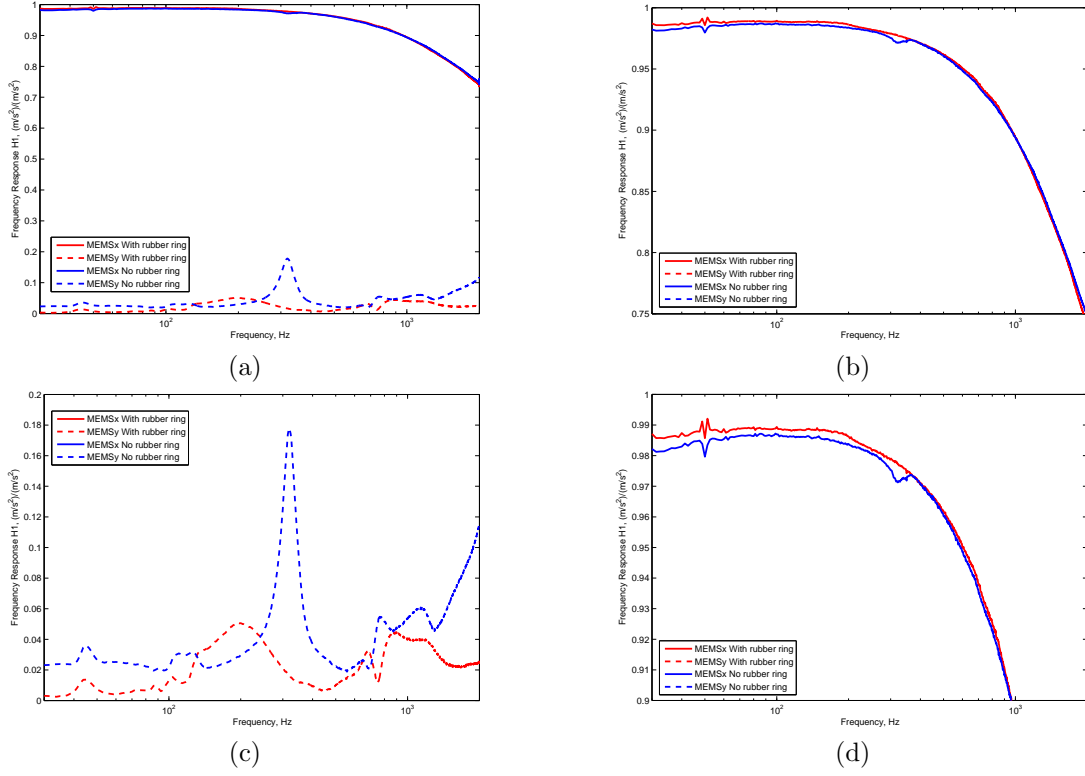 1
0.9
0.8
0.7
0.6
0.5
0.4
0.3
0.2
0.1
0
Frequency Response H1, (m/s²)/(m/s²)
MEMSx With rubber ring
MEMSy With rubber ring
MEMSx No rubber ring
MEMSy No rubber ring
10² 10³
Frequency, Hz
(a)
1
0.95
0.9
0.85
0.8
0.75
Frequency Response H1, (m/s²)/(m/s²)
MEMSx With rubber ring
MEMSy With rubber ring
MEMSx No rubber ring
MEMSy No rubber ring
10² 10³
Frequency, Hz
(b)
0.2
0.18
0.16
0.14
0.12
0.1
0.08
0.06
0.04
0.02
0
Frequency Response H1, (m/s²)/(m/s²)
MEMSx With rubber ring
MEMSy With rubber ring
MEMSx No rubber ring
MEMSy No rubber ring
10² 10³
Frequency, Hz
(c)
1
0.99
0.98
0.97
0.96
0.95
0.94
0.93
0.92
0.91
0.9
Frequency Response H1, (m/s²)/(m/s²)
MEMSx With rubber ring
MEMSy With rubber ring
MEMSx No rubber ring
MEMSy No rubber ring
10² 10³
Frequency, Hz
(d)